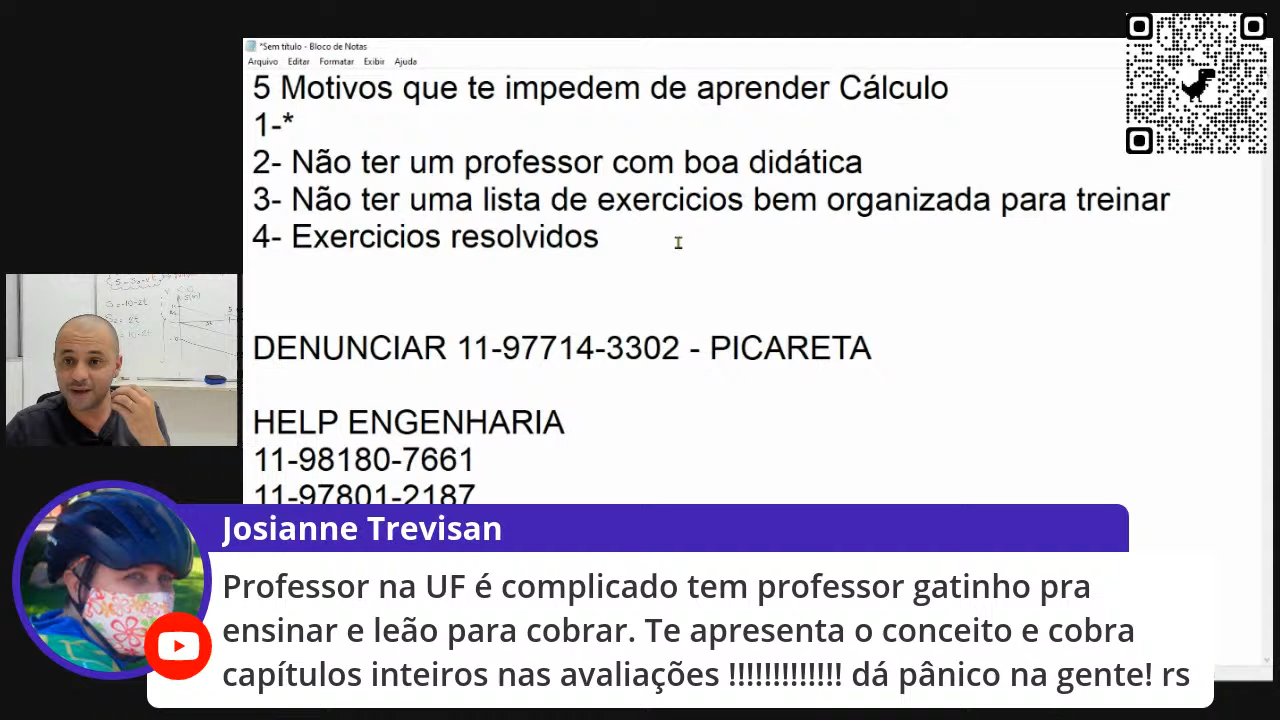 *Sem título - Bloco de Notas
Arquivo Editar Formatar Exibir Ajuda
5 Motivos que te impedem de aprender Cálculo
1-*
2- Não ter um professor com boa didática
3- Não ter uma lista de exercicios bem organizada para treinar
4- Exercicios resolvidos
DENUNCIAR 11-97714-3302 - PICARETA
HELP ENGENHARIA
11-98180-7661
11-97801-2187
Josianne Trevisan
Professor na UF é complicado tem professor gatinho pra
ensinar e leão para cobrar. Te apresenta o conceito e cobra
capítulos inteiros nas avaliações !!!!!!!!!!!!! dá pânico na gente! rs